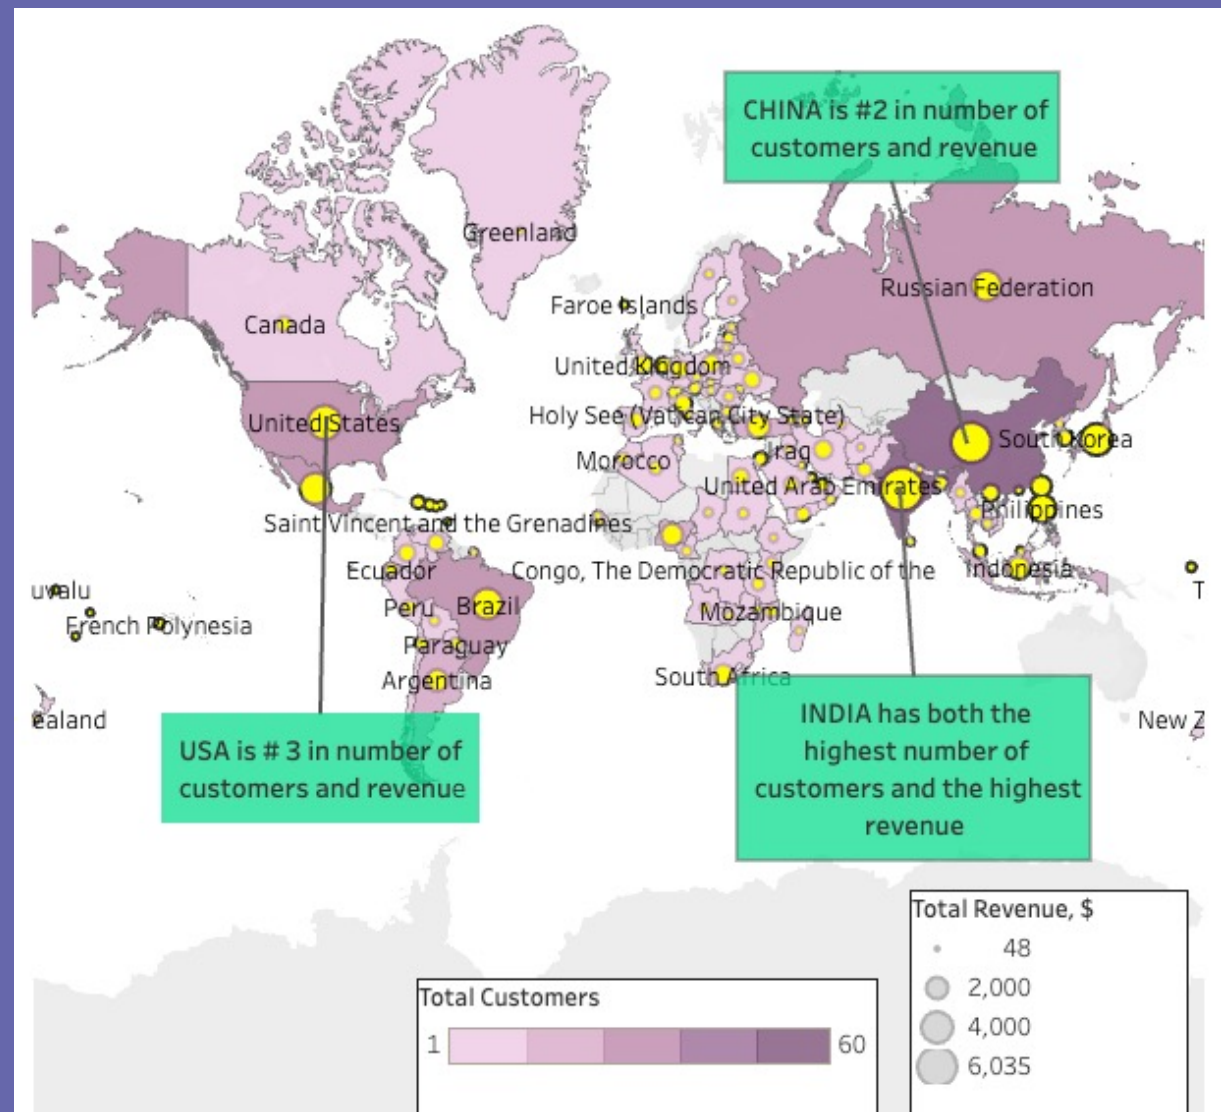 CHINA is #2 in number of
customers and revenue
Greenland
Russian Federation
Faroe Islands
Canada
United Kingdom
United States
Holy See (Vatican City State)
South Korea
Iraq
Morocco
United Arab Emirates
Philippines
Saint Vincent and the Grenadines
Ecuador
Congo, The Democratic Republic of the
Indonesia
uvalu
T
Peru
Brazil
Mozambique
French Polynesia
Paraguay
Argentina
South Africa
ealand
New Z
USA is # 3 in number of
customers and revenue
INDIA has both the
highest number of
customers and the highest
revenue
Total Revenue, $
48
2,000
4,000
6,035
Total Customers
1
60